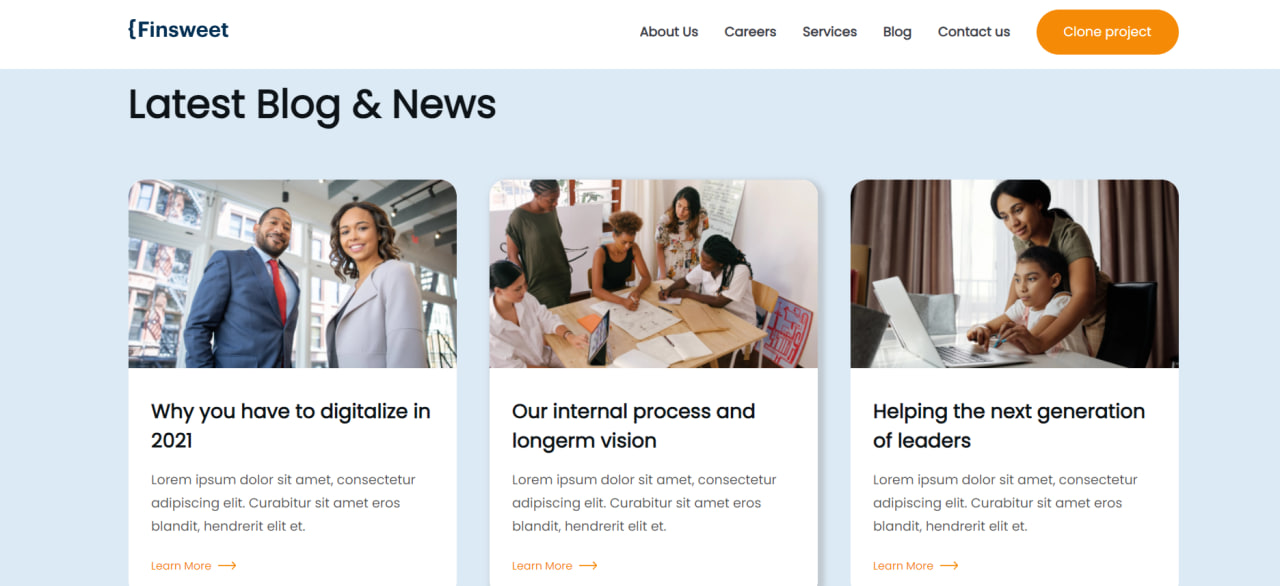 {Finsweet
About Us
Careers
Services
Blog
Contact us
Clone project
Latest Blog & News
Why you have to digitalize in
2021
Lorem ipsum dolor sit amet, consectetur
adipiscing elit. Curabitur sit amet eros
blandit, hendrerit elit et.
Learn More
Our internal process and
longerm vision
Lorem ipsum dolor sit amet, consectetur
adipiscing elit. Curabitur sit amet eros
blandit, hendrerit elit et.
Learn More
Helping the next generation
of leaders
Lorem ipsum dolor sit amet, consectetur
adipiscing elit. Curabitur sit amet eros
blandit, hendrerit elit et.
Learn More